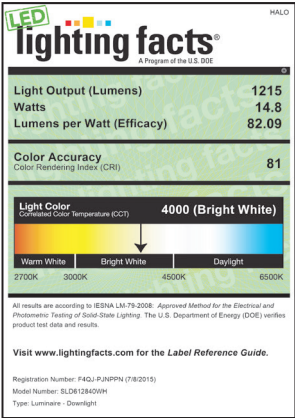 HALO
LED
lighting facts®
A Program of the U.S. DOE
Light Output (Lumens) 1215
Watts 14.8
Lumens per Watt (Efficacy) 82.09
Color Accuracy
Color Rendering Index (CRI) 81
Light Color
Correlated Color Temperature (CCT) 4000 (Bright White)
Warm White Bright White Daylight
2700K 3000K 4500K 6500K
All results are according to IESNA LM-79-2008: Approved Method for the Electrical and
Photometric Testing of Solid-State Lighting. The U.S. Department of Energy (DOE) verifies
product test data and results.
Visit www.lightingfacts.com for the Label Reference Guide.
Registration Number: F4QJ-PJNPPN (7/8/2015)
Model Number: SLD612840WH
Type: Luminaire - Downlight